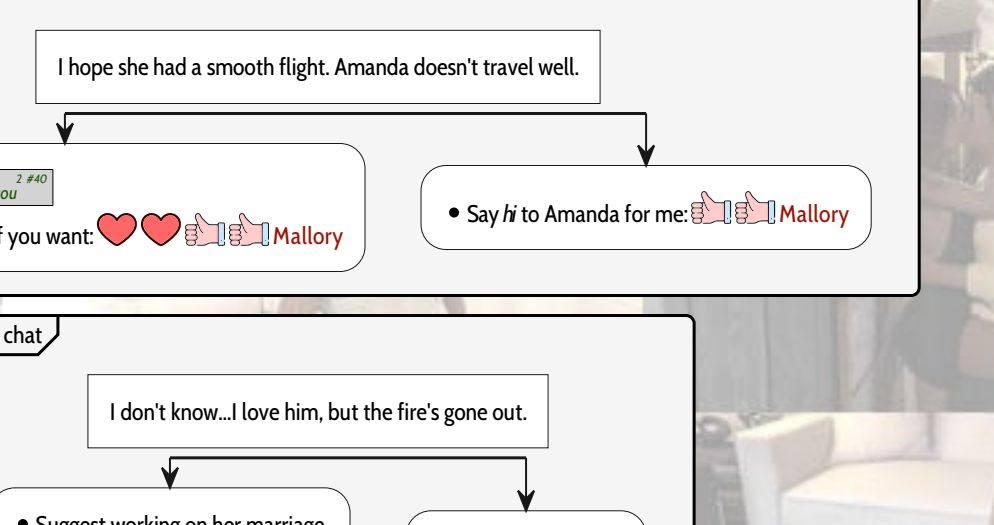 I hope she had a smooth flight. Amanda doesn't travel well.
2 #40
ou
f you want: Mallory
• Say hi to Amanda for me: Mallory
chat
I don't know...I love him, but the fire's gone out.
• Suggest working on her marriage